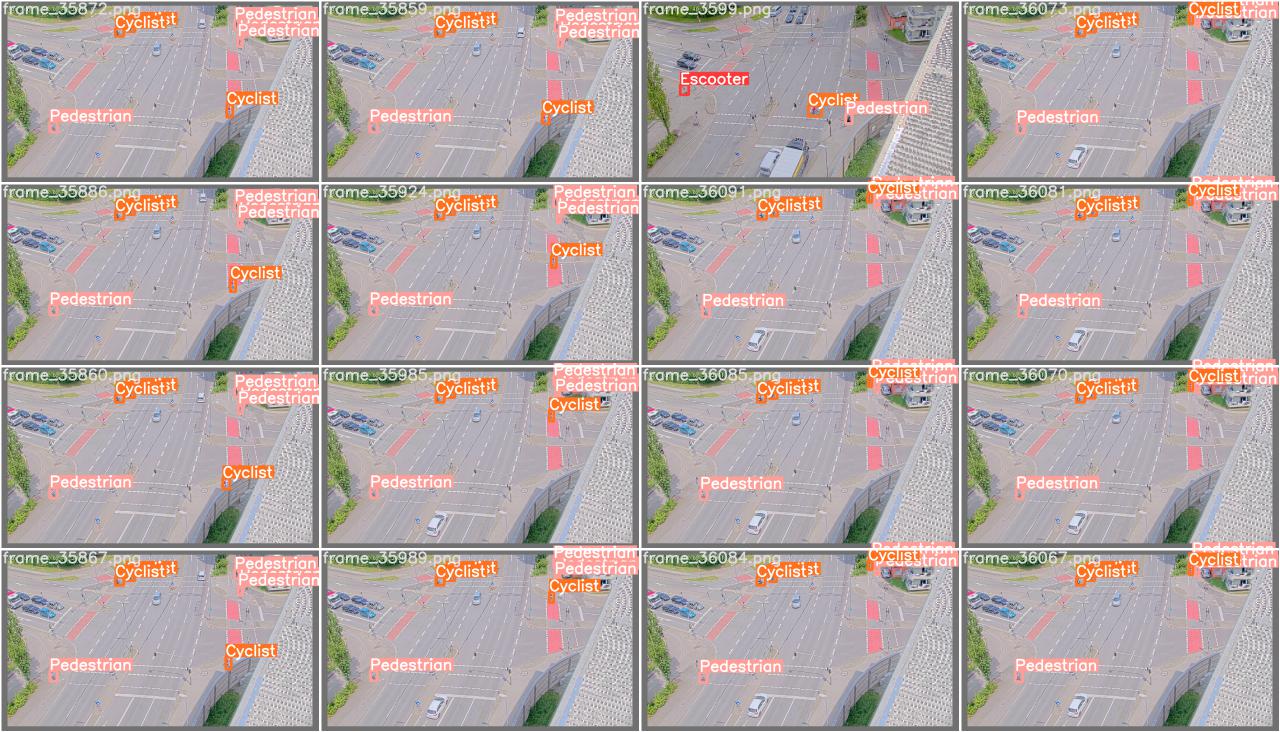 frame_35872.png
Cyclist
Pedestrian
Pedestrian
Cyclist
Pedestrian
frame_35859.png
Cyclist
Pedestrian
Pedestrian
Cyclist
Pedestrian
frame_3599.png
Escooter
Cyclist
Pedestrian
frame_36073.png
Cyclist
Cyclist
Pedestrian
frame_35886.png
Cyclist
Pedestrian
Pedestrian
Cyclist
Pedestrian
frame_35924.png
Cyclist
Pedestrian
Pedestrian
Cyclist
Pedestrian
frame_36091.png
Cyclist
Cyclist
Pedestrian
frame_36081.png
Cyclist
Cyclist
Pedestrian
frame_35860.png
Cyclist
Pedestrian
Pedestrian
Cyclist
Pedestrian
frame_35985.png
Cyclist
Pedestrian
Pedestrian
Cyclist
Pedestrian
frame_36085.png
Cyclist
Cyclist
Pedestrian
frame_36070.png
Cyclist
Cyclist
Pedestrian
frame_35867.png
Cyclist
Pedestrian
Pedestrian
Cyclist
Pedestrian
frame_35989.png
Cyclist
Pedestrian
Pedestrian
Cyclist
Pedestrian
frame_36084.png
Cyclist
Cyclist
Pedestrian
frame_36067.png
Cyclist
Cyclist
Pedestrian